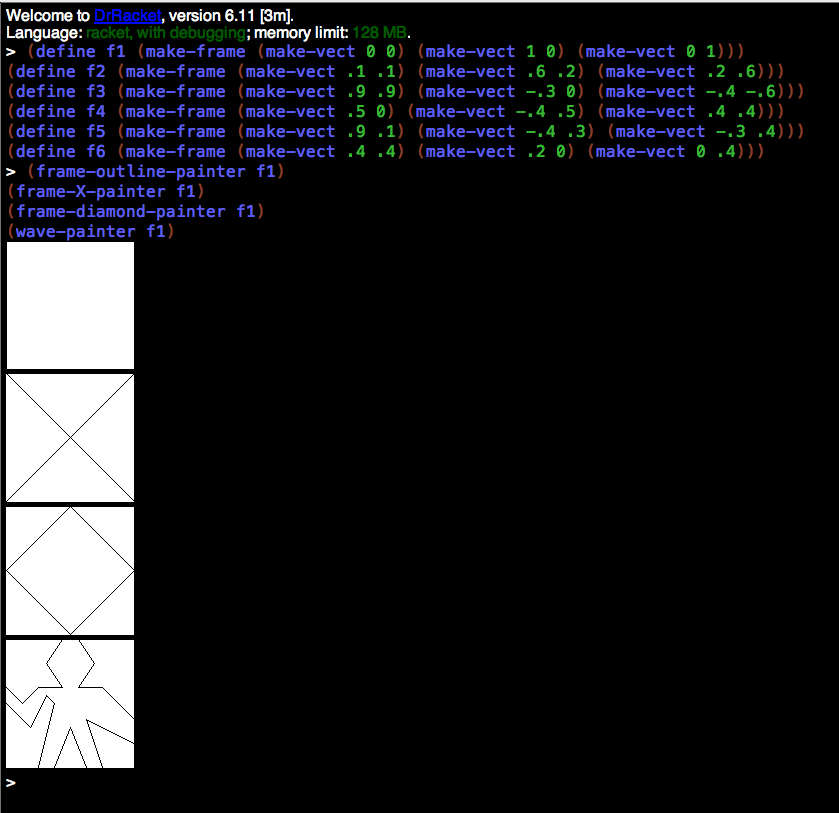 Welcome to DrRacket, version 6.11 [3m].
Language: racket, with debugging; memory limit: 128 MB.
> (define f1 (make-frame (make-vect 0 0) (make-vect 1 0) (make-vect 0 1)))
(define f2 (make-frame (make-vect .1 .1) (make-vect .6 .2) (make-vect .2 .6)))
(define f3 (make-frame (make-vect .9 .9) (make-vect -.3 0) (make-vect -.4 -.6)))
(define f4 (make-frame (make-vect .5 0) (make-vect -.4 .5) (make-vect .4 .4)))
(define f5 (make-frame (make-vect .9 .1) (make-vect -.4 .3) (make-vect -.3 .4)))
(define f6 (make-frame (make-vect .4 .4) (make-vect .2 0) (make-vect 0 .4)))
> (frame-outline-painter f1)
(frame-X-painter f1)
(frame-diamond-painter f1)
(wave-painter f1)
>